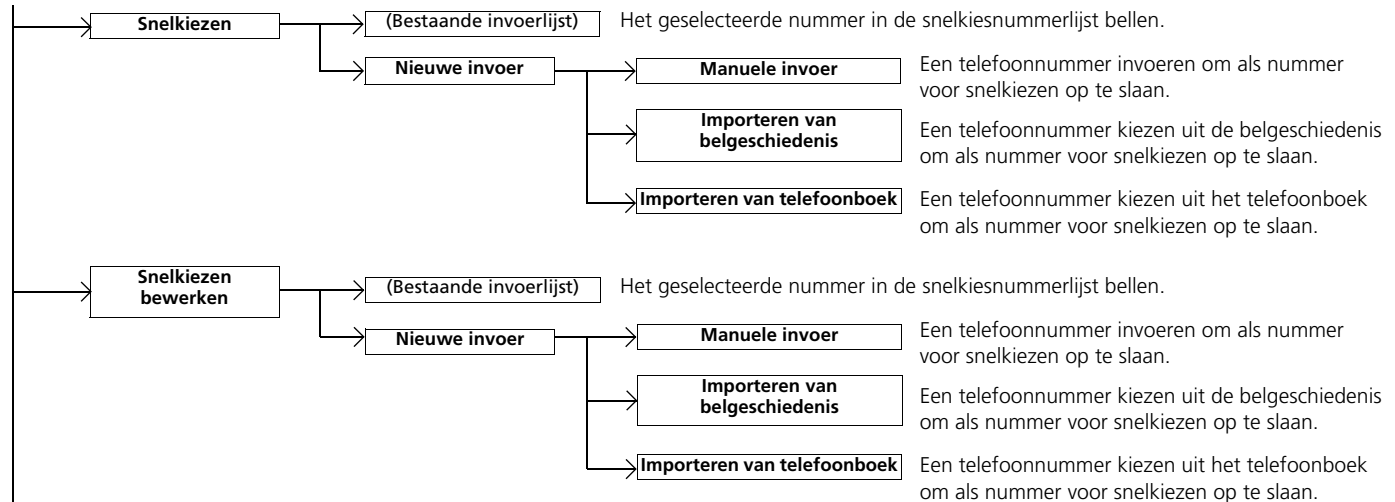 Snelkiezen
(Bestaande invoerlijst)
Het geselecteerde nummer in de snelkiesnummerlijst bellen.
Nieuwe invoer
Manuele invoer
Een telefoonnummer invoeren om als nummer
voor snelkiezen op te slaan.
Importeren van
belgeschiedenis
Een telefoonnummer kiezen uit de belgeschiedenis
om als nummer voor snelkiezen op te slaan.
Importeren van telefoonboek
Een telefoonnummer kiezen uit het telefoonboek
om als nummer voor snelkiezen op te slaan.
Snelkiezen
bewerken
(Bestaande invoerlijst)
Het geselecteerde nummer in de snelkiesnummerlijst bellen.
Nieuwe invoer
Manuele invoer
Een telefoonnummer invoeren om als nummer
voor snelkiezen op te slaan.
Importeren van
belgeschiedenis
Een telefoonnummer kiezen uit de belgeschiedenis
om als nummer voor snelkiezen op te slaan.
Importeren van telefoonboek
Een telefoonnummer kiezen uit het telefoonboek
om als nummer voor snelkiezen op te slaan.